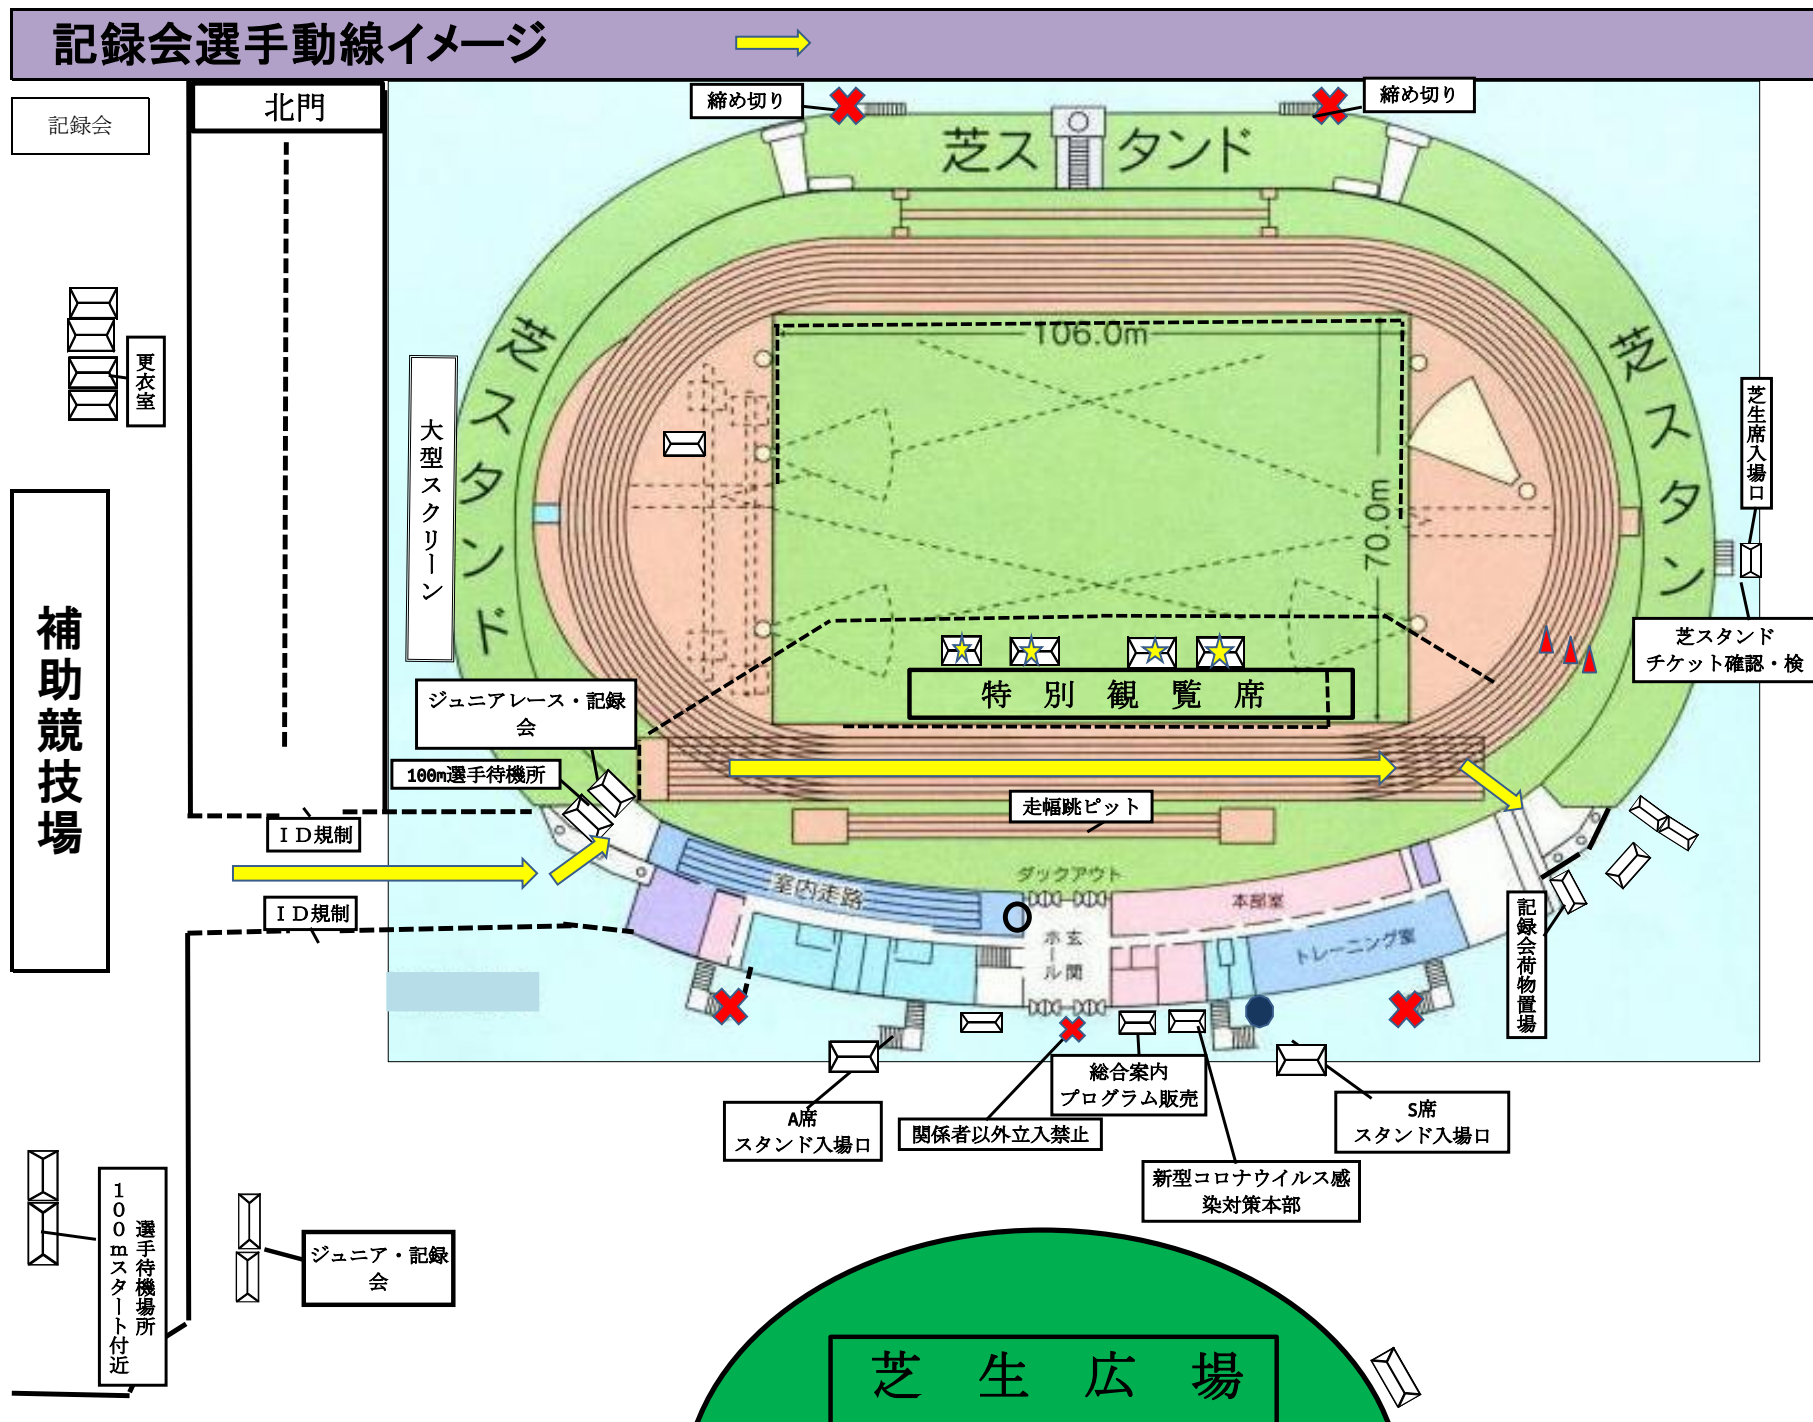 記録会選手動線イメージ
記録会
北門
締め切り
締め切り
芝スタンド
芝スタンド
芝スタン
106.0m
70.0m
更衣室
大型スクリーン
芝生席入場口
補助競技場
芝スタンド
チケット確認・検
特別観覧席
ジュニアレース・記録
会
100m選手待機所
走幅跳ピット
ID規制
ID規制
室内走路
ダックアウト
本部室
玄関
ホール
トレーニング室
記録会荷物置場
総合案内
プログラム販売
A席
スタンド入場口
関係者以外立入禁止
S席
スタンド入場口
新型コロナウイルス感
染対策本部
選手待機場所
100mスタート付近
ジュニア・記録
会
芝生広場